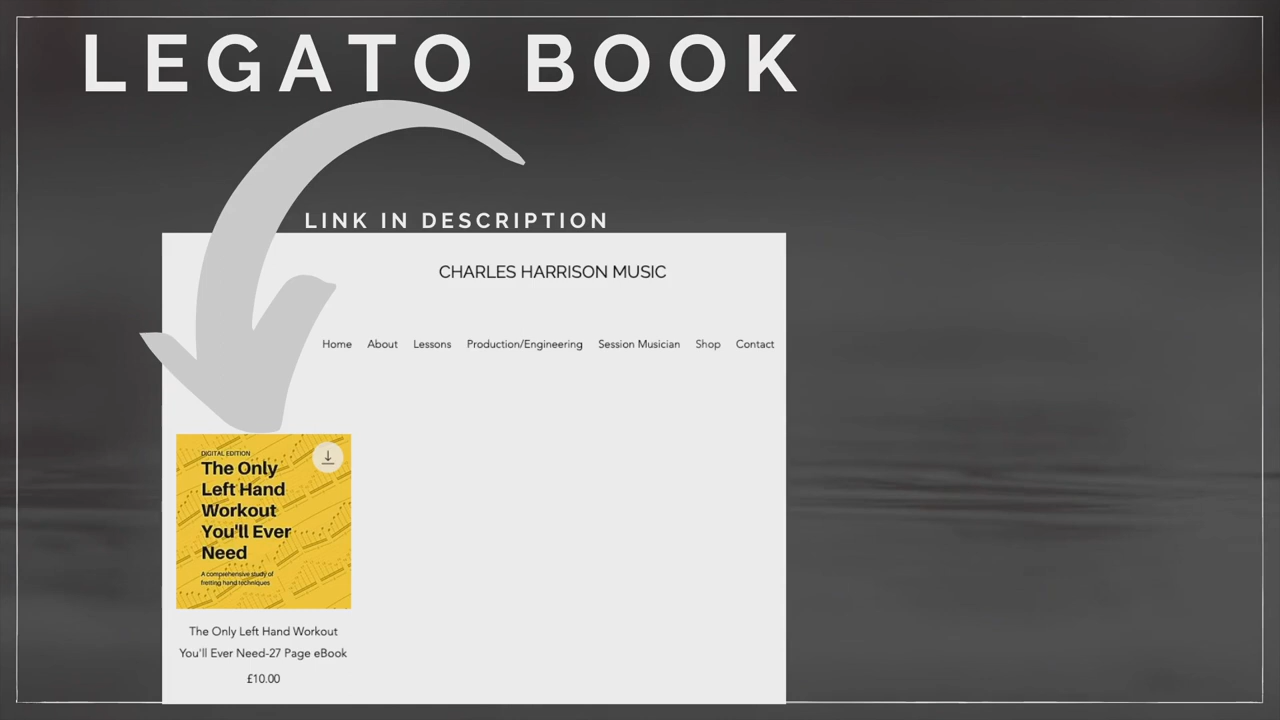 LEGATO BOOK
LINK IN DESCRIPTION
CHARLES HARRISON MUSIC
Home About Lessons Production/Engineering Session Musician Shop Contact
DIGITAL EDITION
The Only
Left Hand
Workout
You'll Ever
Need
A comprehensive study of
fretting hand techniques
The Only Left Hand Workout
You'll Ever Need-27 Page eBook
£10.00